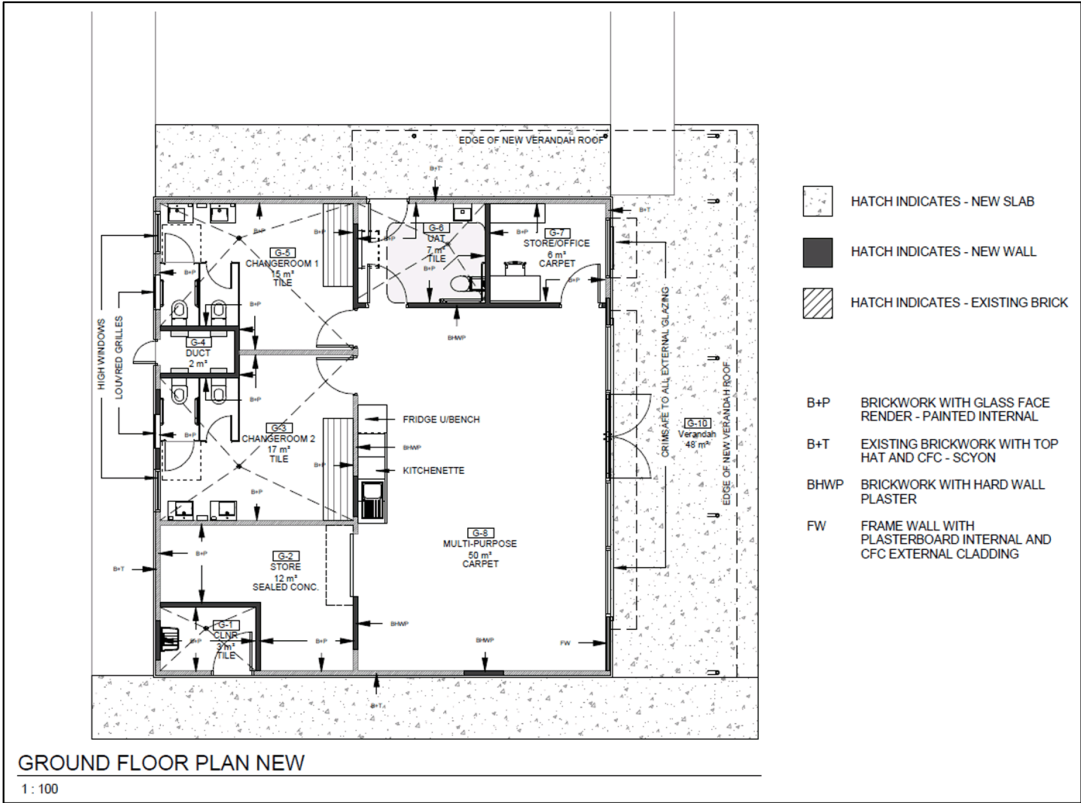 EDGE OF NEW VERANDAH ROOF
B+T
B+T
G-6
UAT
7 m²
TILE
B+P
B+P
G-7
STORE/OFFICE
6 m²
CARPET
B+P
B+P
G-5
CHANGEROOM 1
15 m²
TILE
B+P
B+P
B+P
B+P
HIGH WINDOWS
LOUVRED GRILLES
G-4
DUCT
2 m²
BHWP
CRIMSAFE TO ALL EXTERNAL GLAZING
EDGE OF NEW VERANDAH ROOF
G-10
Verandah
48 m²
G-3
CHANGEROOM 2
17 m²
TILE
B+P
B+P
B+P
B+P
FRIDGE U/BENCH
BHWP
KITCHENETTE
G-8
MULTI-PURPOSE
50 m²
CARPET
G-2
STORE
12 m²
SEALED CONC.
B+P
B+T
G-1
CLNR
3 m²
TILE
B+P
B+P
BHWP
BHWP
FW
B+T
HATCH INDICATES - NEW SLAB
HATCH INDICATES - NEW WALL
HATCH INDICATES - EXISTING BRICK
B+P BRICKWORK WITH GLASS FACE
RENDER - PAINTED INTERNAL
B+T EXISTING BRICKWORK WITH TOP
HAT AND CFC - SCYON
BHWP BRICKWORK WITH HARD WALL
PLASTER
FW FRAME WALL WITH
PLASTERBOARD INTERNAL AND
CFC EXTERNAL CLADDING
GROUND FLOOR PLAN NEW
1 : 100